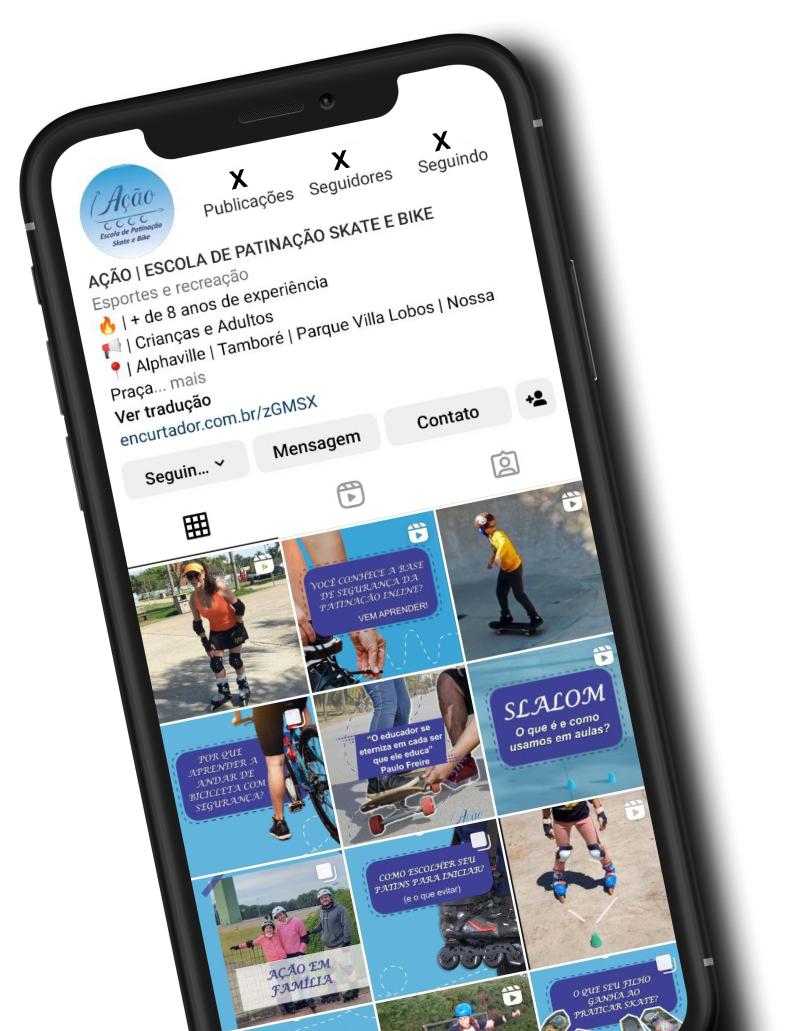 X
Publicações
X
Seguidores
X
Seguindo
Ação
Escola de Patinação
Skate e Bike
AÇÃO | ESCOLA DE PATINAÇÃO SKATE E BIKE
Esportes e recreação
🔥 | + de 8 anos de experiência
📢 | Crianças e Adultos
📍 | Alphaville | Tamboré | Parque Villa Lobos | Nossa
Praça... mais
Ver tradução
encurtador.com.br/zGMSX
Seguin...
Mensagem
Contato
VOCÊ CONHECE A BASE
DE SEGURANÇA DA
PATINAÇÃO INLINE?
VEM APRENDER!
POR QUE
APRENDER A
ANDAR DE
BICICLETA COM
SEGURANÇA?
"O educador se
eterniza em cada ser
que ele educa"
Paulo Freire
Ação
SLALOM
O que é e como
usamos em aulas?
AÇÃO EM
FAMÍLIA
COMO ESCOLHER SEU
PATINS PARA INICIAR?
(e o que evitar)
O QUE SEU FILHO
GANHA AO
PRATICAR SKATE?